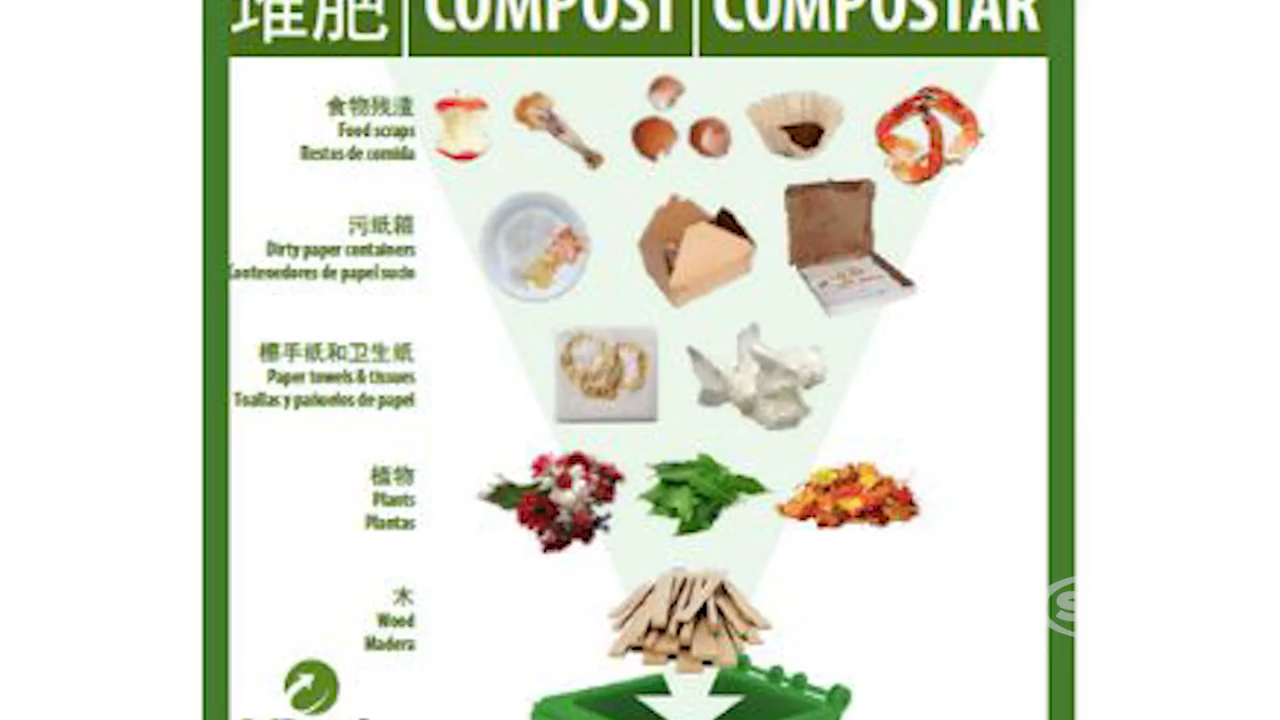 堆肥 COMPOST COMPOSTAR
食物残渣
Food scraps
Restos de comida
污纸箱
Dirty paper containers
Contenedores de papel sucio
擦手纸和卫生纸
Paper towels & tissues
Toallas y pañuelos de papel
植物
Plants
Plantas
木
Wood
Madera